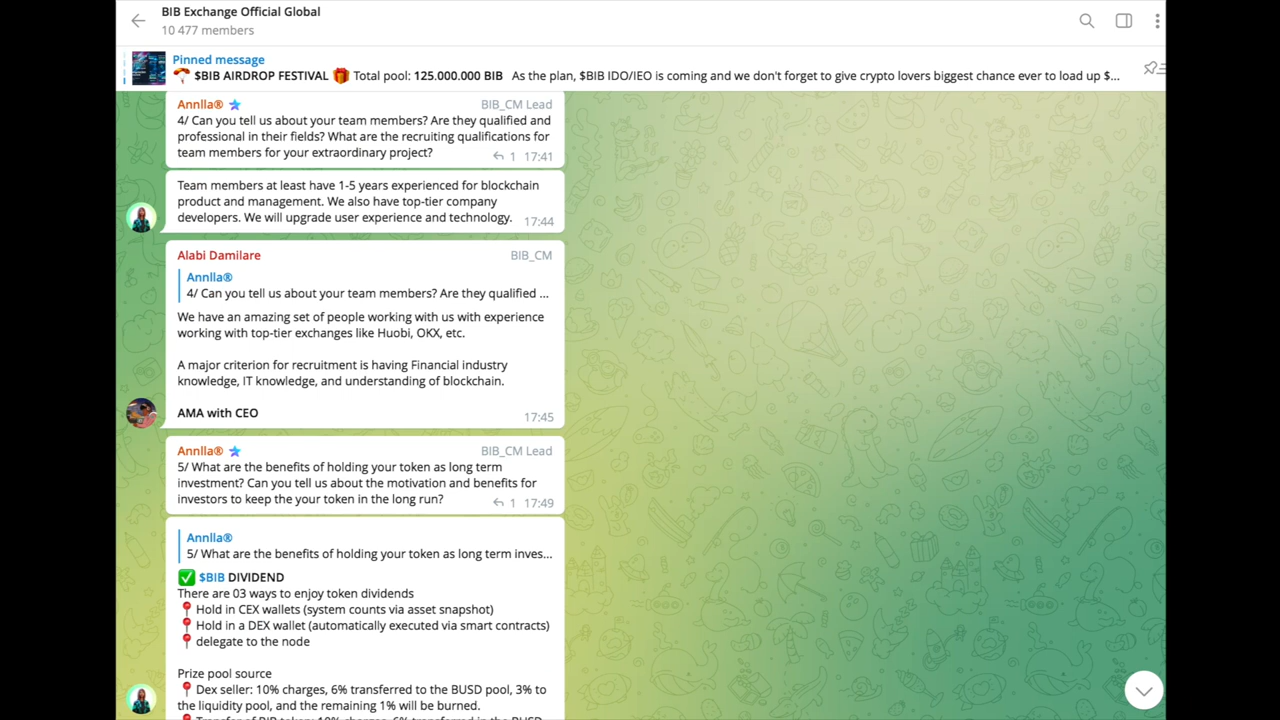 BIB Exchange Official Global
10 477 members
Pinned message
$BIB AIRDROP FESTIVAL 🎁 Total pool: 125.000.000 BIB As the plan, $BIB IDO/IEO is coming and we don't forget to give crypto lovers biggest chance ever to load up $...
Annlla® BIB_CM Lead
4/ Can you tell us about your team members? Are they qualified and
professional in their fields? What are the recruiting qualifications for
team members for your extraordinary project?
1 17:41
Team members at least have 1-5 years experienced for blockchain
product and management. We also have top-tier company
developers. We will upgrade user experience and technology.
17:44
Alabi Damilare BIB_CM
Annlla®
4/ Can you tell us about your team members? Are they qualified ...
We have an amazing set of people working with us with experience
working with top-tier exchanges like Huobi, OKX, etc.
A major criterion for recruitment is having Financial industry
knowledge, IT knowledge, and understanding of blockchain.
AMA with CEO
17:45
Annlla® BIB_CM Lead
5/ What are the benefits of holding your token as long term
investment? Can you tell us about the motivation and benefits for
investors to keep the your token in the long run?
1 17:49
Annlla®
5/ What are the benefits of holding your token as long term inves...
✅ $BIB DIVIDEND
There are 03 ways to enjoy token dividends
📍 Hold in CEX wallets (system counts via asset snapshot)
📍 Hold in a DEX wallet (automatically executed via smart contracts)
📍 delegate to the node
Prize pool source
📍 Dex seller: 10% charges, 6% transferred to the BUSD pool, 3% to
the liquidity pool, and the remaining 1% will be burned.
📍 Transfer of BIB token: 10% charges, 6% transferred in the BUSD